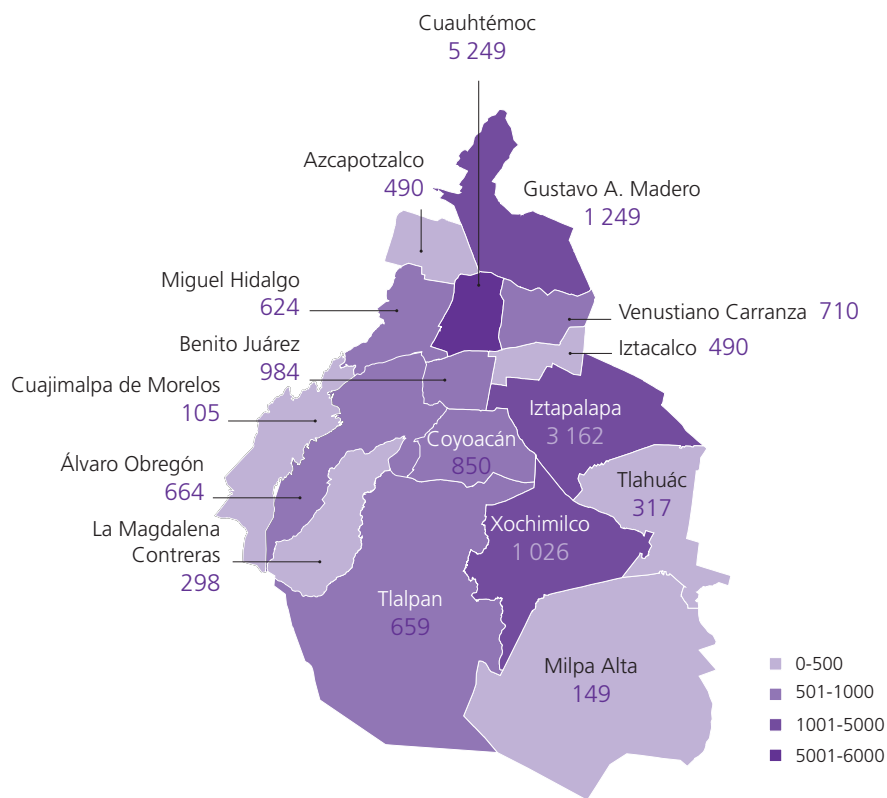 Cuauhtémoc
5 249
Azcapotzalco
490
Gustavo A. Madero
1 249
Miguel Hidalgo
624
Venustiano Carranza 710
Benito Juárez
984
Iztacalco 490
Cuajimalpa de Morelos
105
Iztapalapa
3 162
Coyoacán
850
Álvaro Obregón
664
Tlahuác
317
La Magdalena
Contreras
298
Xochimilco
1 026
Tlalpan
659
Milpa Alta
149
0-500
501-1000
1001-5000
5001-6000